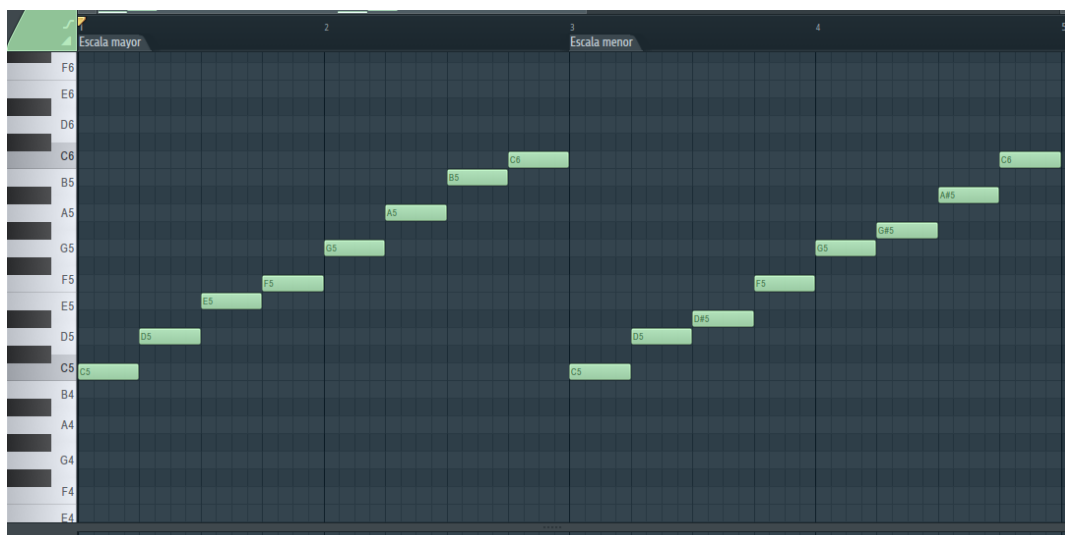 1 2 3 4 5
Escala mayor Escala menor
F6
E6
D6
C6 C6 C6
B5 B5
A#5
A5 A5
G#5
G5 G5 G5
F5 F5 F5
E5 E5
D#5
D5 D5 D5
C5 C5 C5
B4
A4
G4
F4
E4